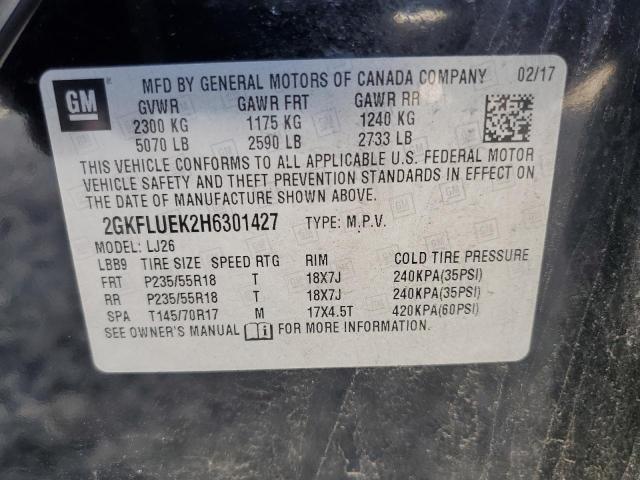 GM
MFD BY GENERAL MOTORS OF CANADA COMPANY 02/17
GVWR GAWR FRT GAWR RR
2300 KG 1175 KG 1240 KG
5070 LB 2590 LB 2733 LB
THIS VEHICLE CONFORMS TO ALL APPLICABLE U.S. FEDERAL MOTOR
VEHICLE SAFETY AND THEFT PREVENTION STANDARDS IN EFFECT ON
THE DATE OF MANUFACTURE SHOWN ABOVE.
2GKFLUEK2H6301427 TYPE: M.P.V.
MODEL: LJ26
LBB9 TIRE SIZE SPEED RTG RIM COLD TIRE PRESSURE
FRT P235/55R18 T 18X7J 240KPA(35PSI)
RR P235/55R18 T 18X7J 240KPA(35PSI)
SPA T145/70R17 M 17X4.5T 420KPA(60PSI)
SEE OWNER'S MANUAL FOR MORE INFORMATION.